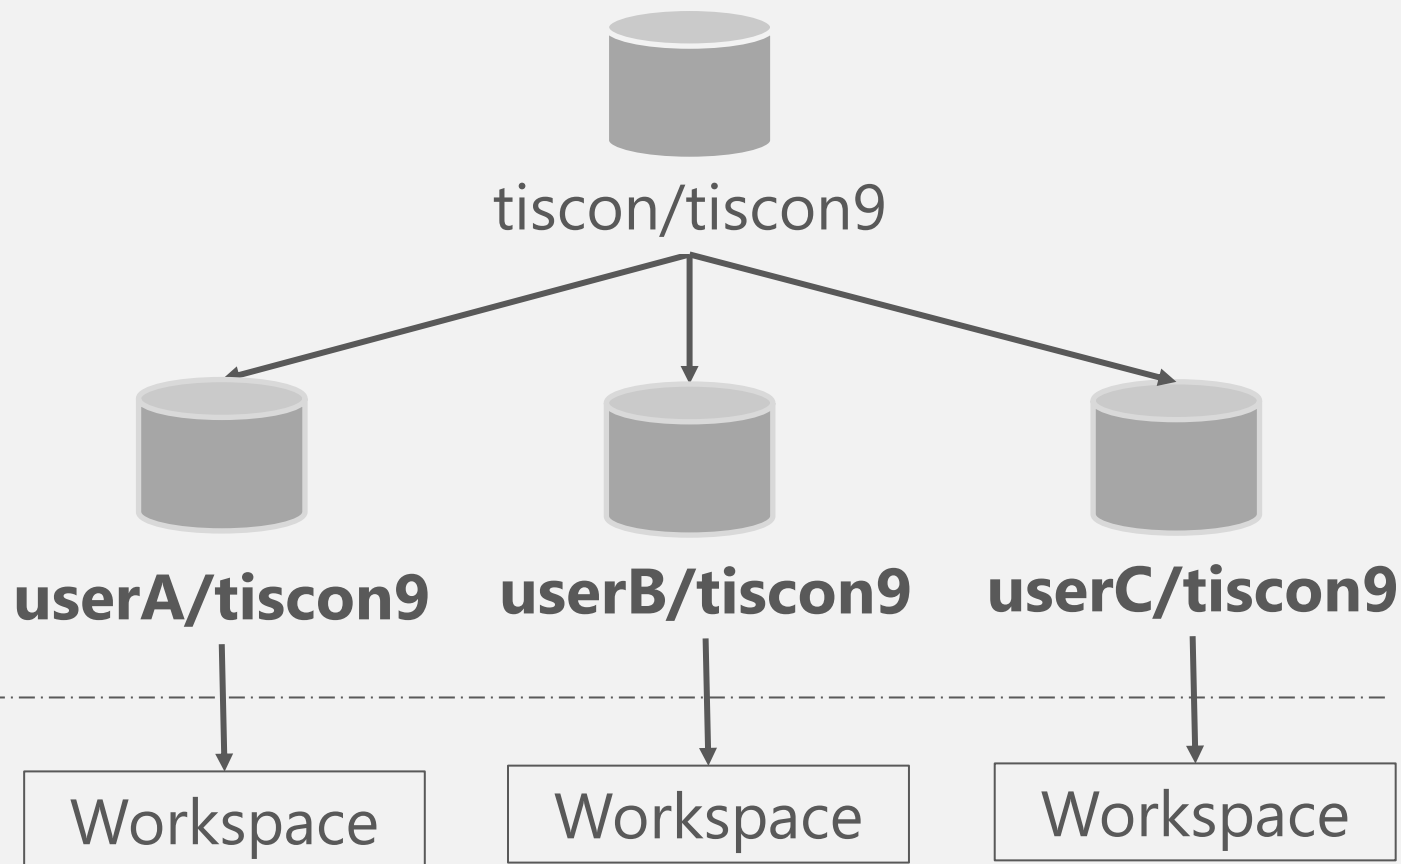 tiscon/tiscon9
userA/tiscon9
userB/tiscon9
userC/tiscon9
Workspace
Workspace
Workspace